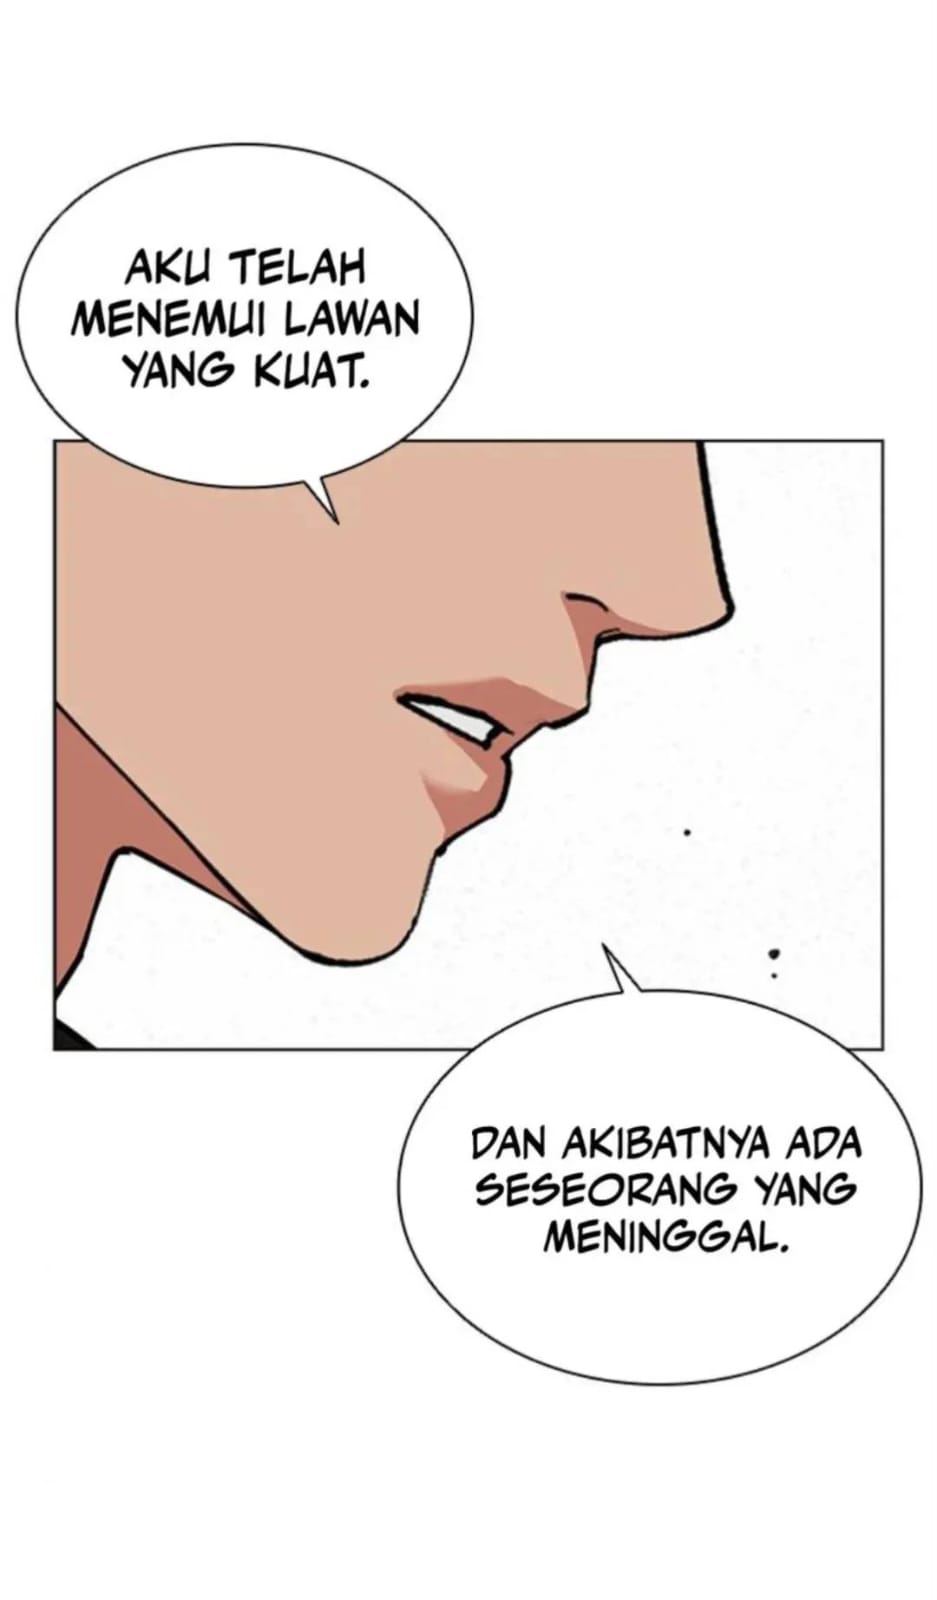 AKU TELAH
MENEMUI LAWAN
YANG KUAT.
DAN AKIBATNYA ADA
SESEORANG YANG
MENINGGAL.